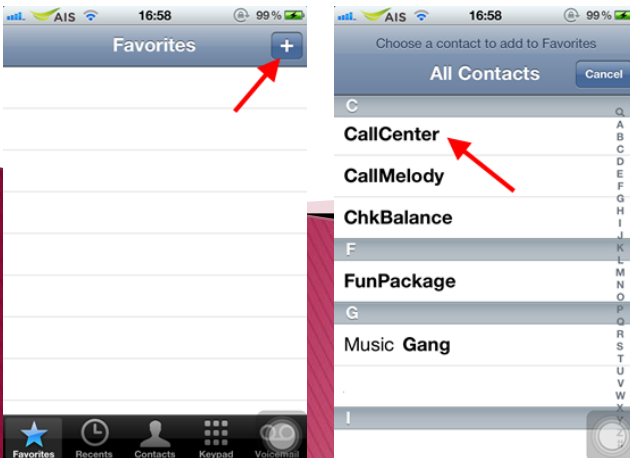 AIS 16:58 99%
Favorites
+
Favorites Recents Contacts Keypad Voicemail
AIS 16:58 99%
Choose a contact to add to Favorites
All Contacts Cancel
C
CallCenter
CallMelody
ChkBalance
F
FunPackage
G
Music Gang
I
A
B
C
D
E
F
G
H
I
J
K
L
M
N
O
P
Q
R
S
T
U
V
W
X
Y
Z
#